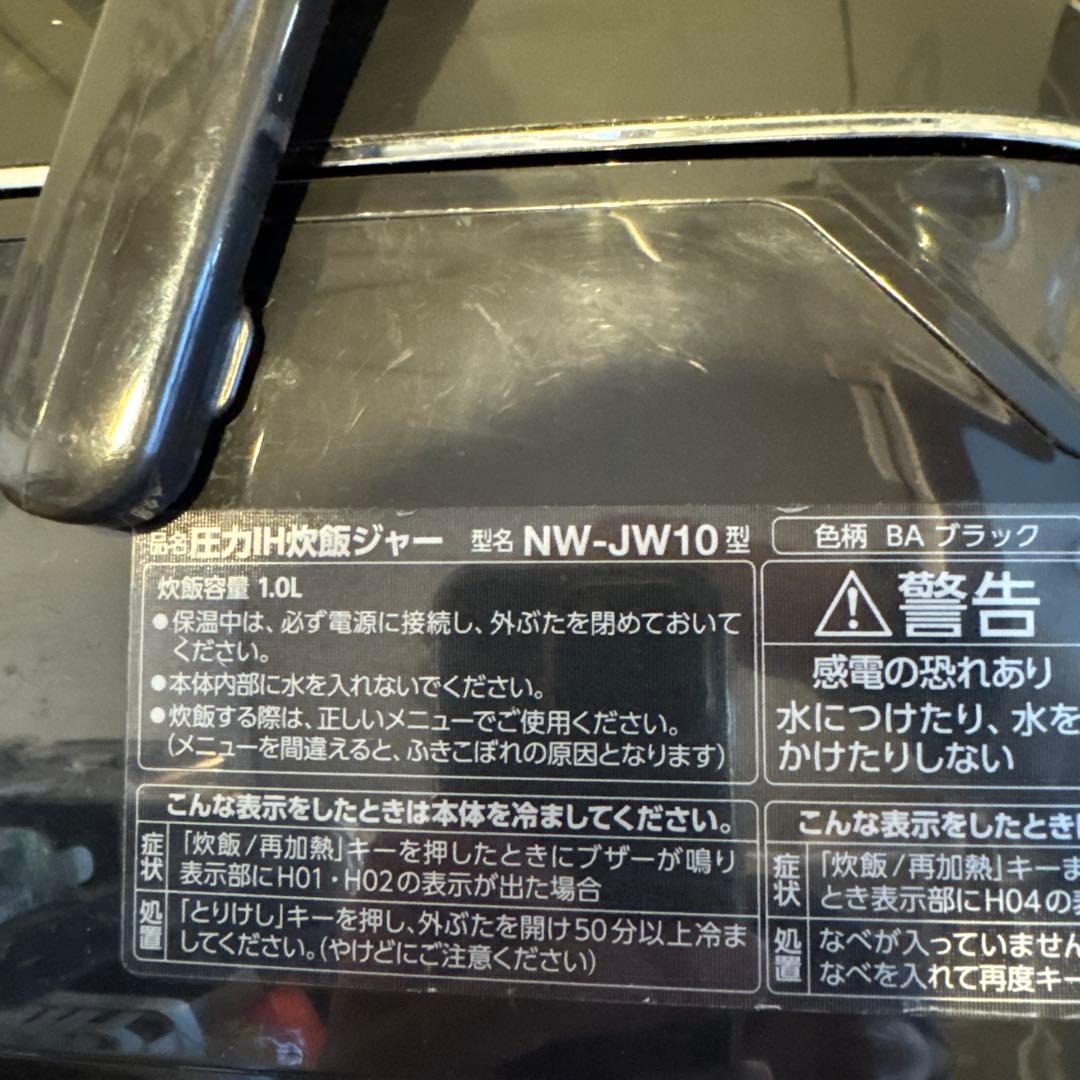 品名 圧力IH炊飯ジャー 型名 NW-JW10型 色柄 BA ブラック
炊飯容量 1.0L
●保温中は、必ず電源に接続し、外ぶたを閉めておいて
ください。
●本体内部に水を入れないでください。
●炊飯する際は、正しいメニューでご使用ください。
(メニューを間違えると、ふきこぼれの原因となります)
警告
感電の恐れあり
水につけたり、水を
かけたりしない
こんな表示をしたときは本体を冷ましてください。
症状 「炊飯/再加熱」キーを押したときにブザーが鳴り
表示部にH01・H02の表示が出た場合
処置 「とりけし」キーを押し、外ぶたを開け50分以上冷ま
してください。(やけどにご注意ください)
こんな表示をしたとき
症状 「炊飯/再加熱」キー
とき表示部にH04の
処置 なべが入っていません
なべを入れて再度キー